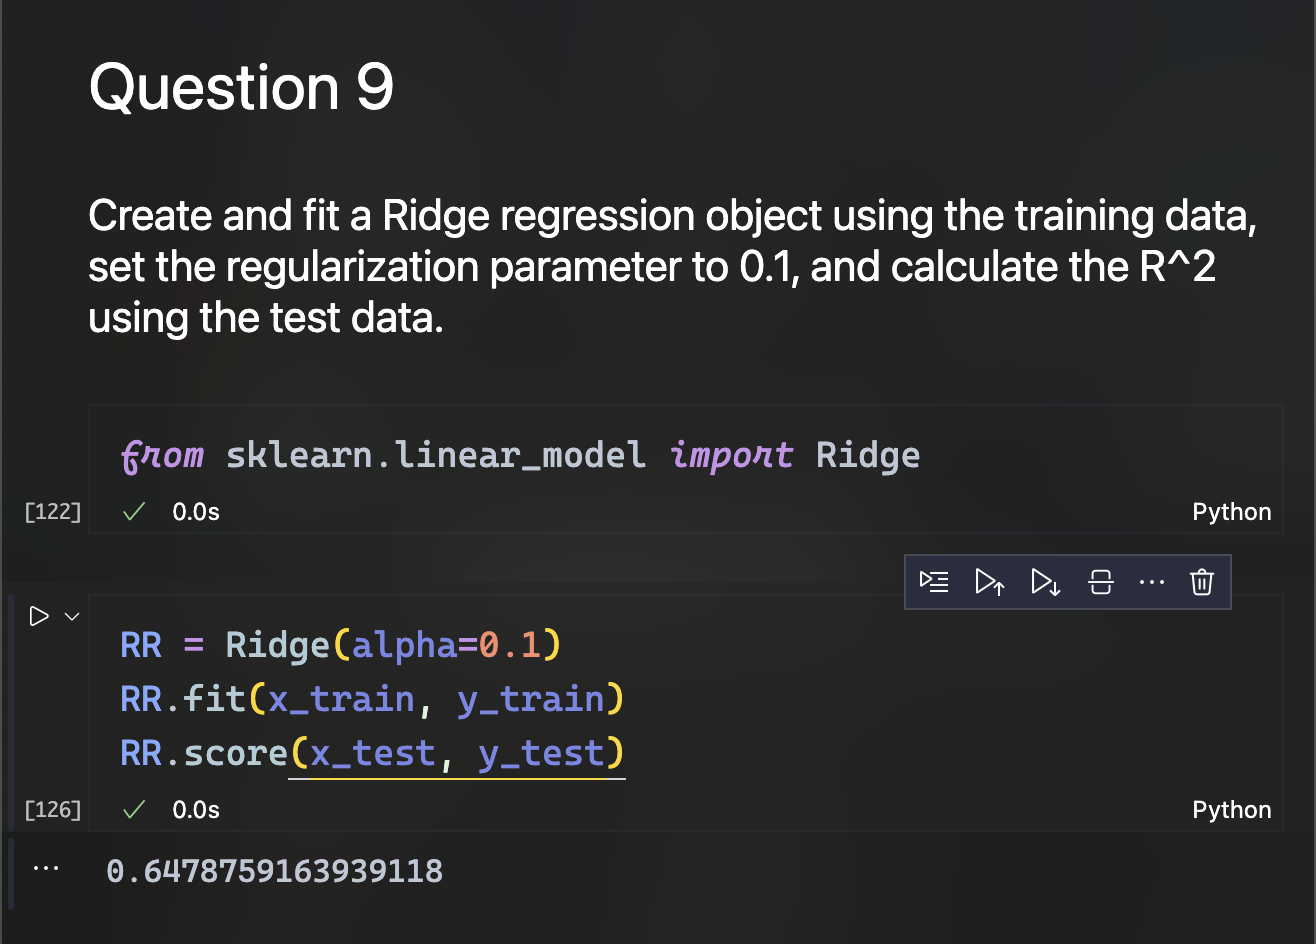 Question 9
Create and fit a Ridge regression object using the training data,
set the regularization parameter to 0.1, and calculate the R^2
using the test data.
from sklearn.linear_model import Ridge
[122] 0.0s Python
RR = Ridge(alpha=0.1)
RR.fit(x_train, y_train)
RR.score(x_test, y_test)
[126] 0.0s Python
0.6478759163939118